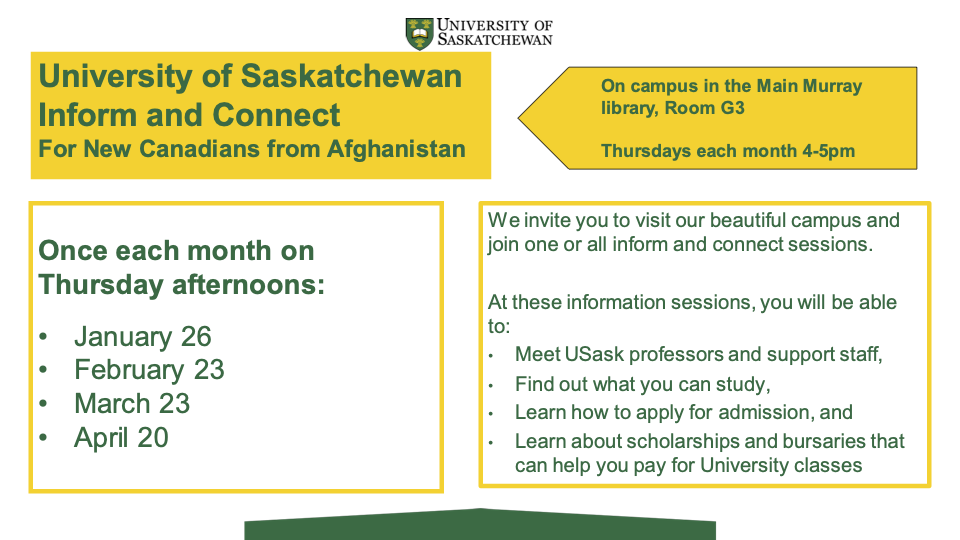 UNIVERSITY OF
SASKATCHEWAN
University of Saskatchewan
Inform and Connect
For New Canadians from Afghanistan
On campus in the Main Murray
library, Room G3
Thursdays each month 4-5pm
Once each month on
Thursday afternoons:
• January 26
• February 23
• March 23
• April 20
We invite you to visit our beautiful campus and
join one or all inform and connect sessions.
At these information sessions, you will be able
to:
• Meet USask professors and support staff,
• Find out what you can study,
• Learn how to apply for admission, and
• Learn about scholarships and bursaries that
can help you pay for University classes